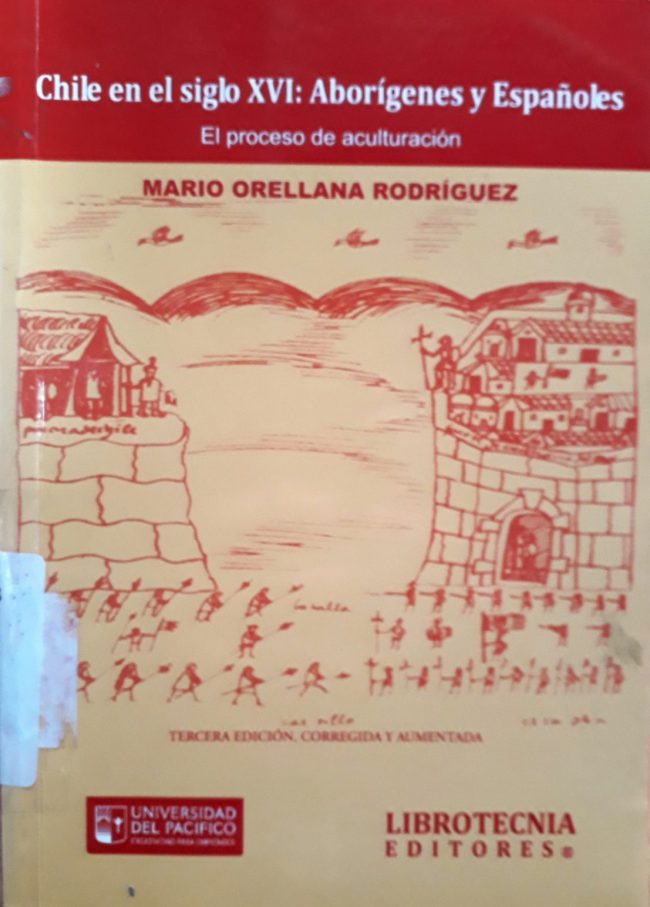 Chile en el siglo XVI: Aborígenes y Españoles
El proceso de aculturación
MARIO ORELLANA RODRÍGUEZ
TERCERA EDICIÓN, CORREGIDA Y AUMENTADA
UNIVERSIDAD
DEL PACIFICO
LIBROTECNIA
EDITORES